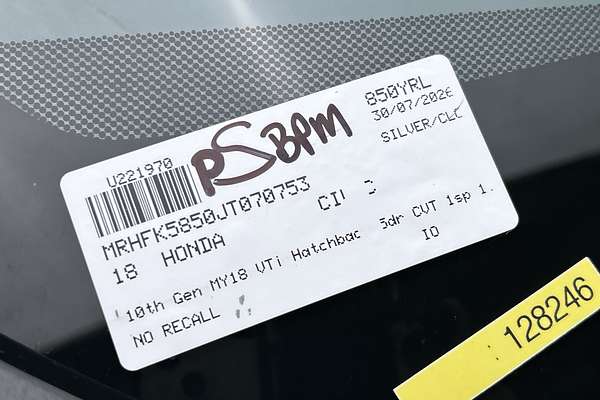 U221970
PSBPM
850YRL
30/07/2026
SILVER/CLC
MRHFK5850JT070753
18 HONDA
10th Gen MY18 VTi Hatchbac 5dr CVT 1sp 1.
NO RECALL
IO
128246